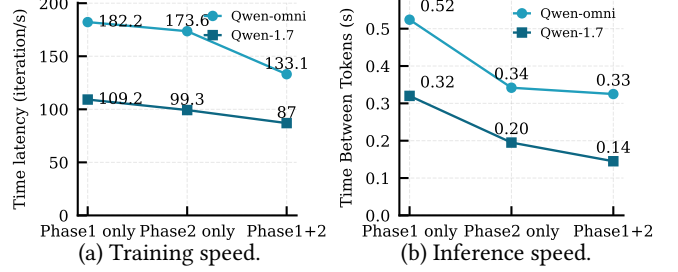 Time latency (iteration/s)
200
150
100
50
0
182.2
173.6
133.1
109.2
99.3
87
Qwen-omni
Qwen-1.7
Phase1 only Phase2 only Phase1+2
(a) Training speed.
Time Between Tokens (s)
0.5
0.4
0.3
0.2
0.1
0.0
0.52
0.34
0.33
0.32
0.20
0.14
Qwen-omni
Qwen-1.7
Phase1 only Phase2 only Phase1+2
(b) Inference speed.